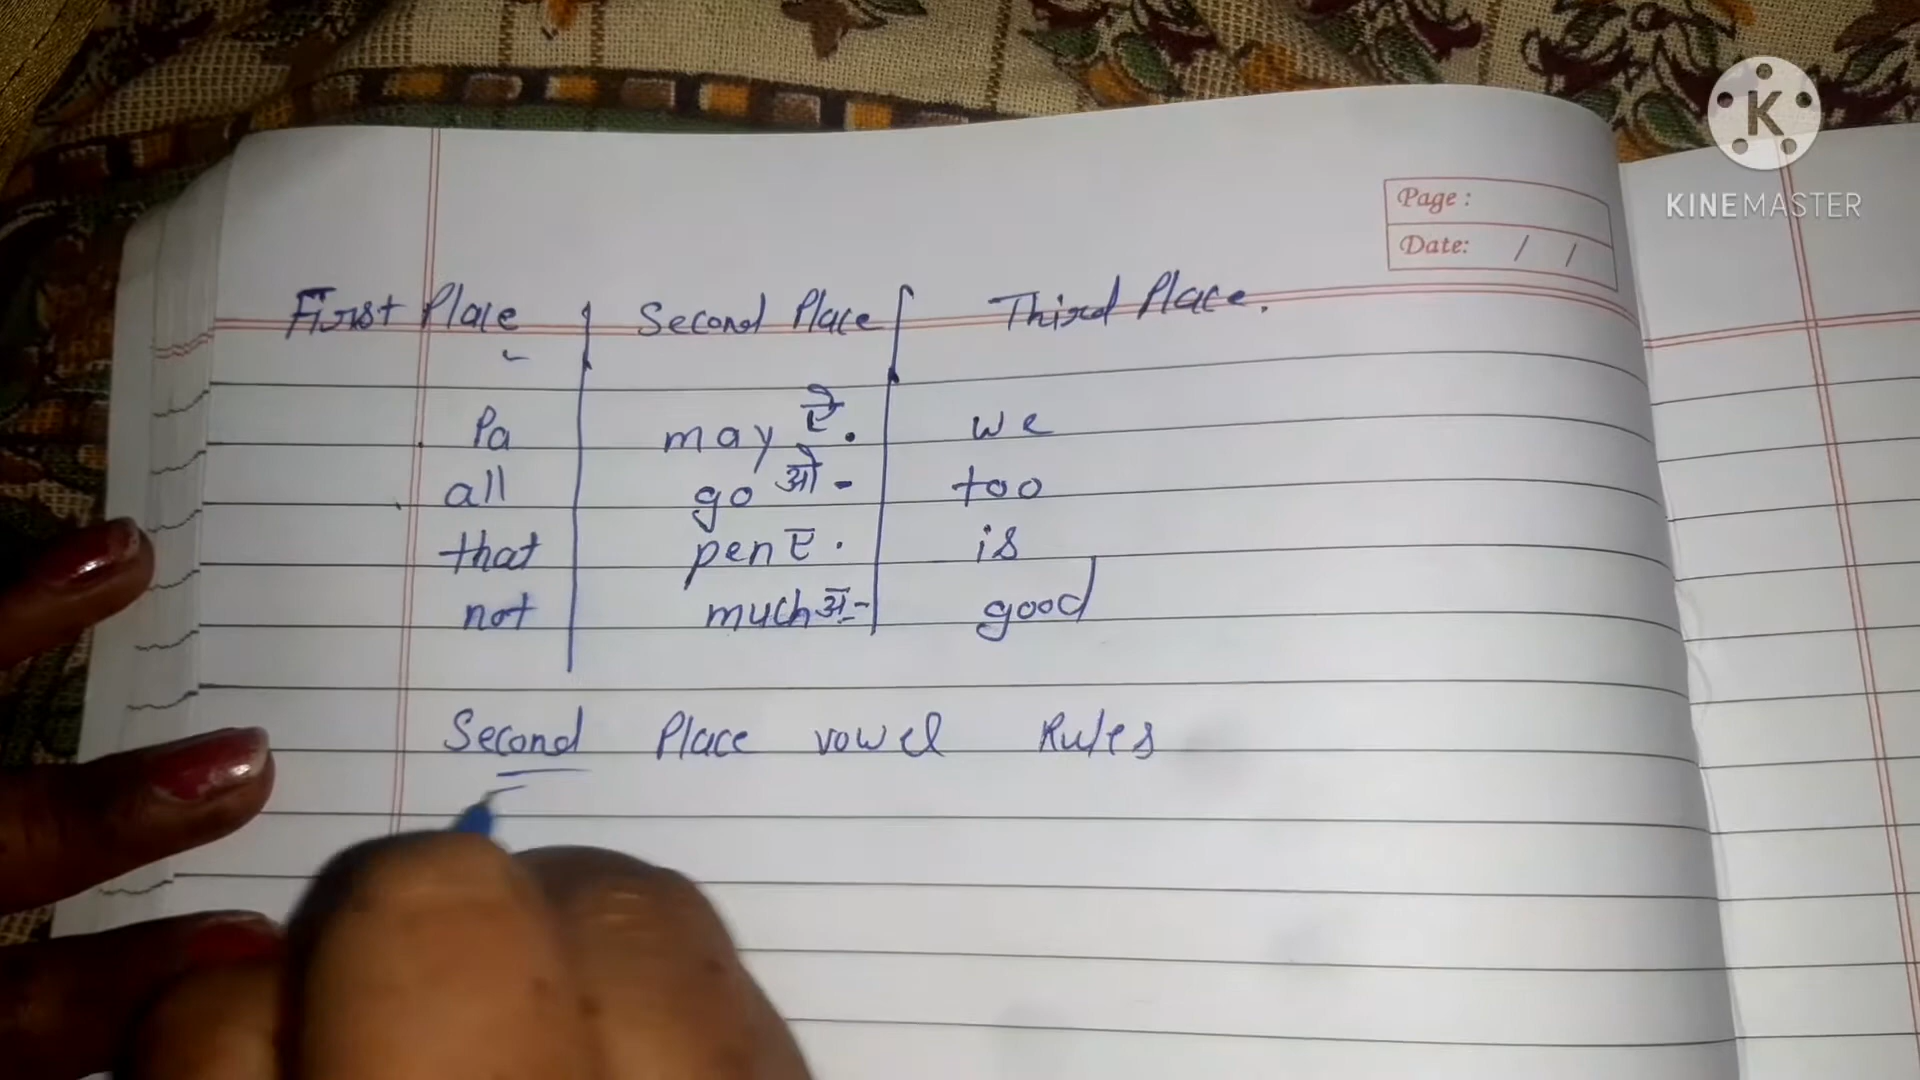 K
KINEMASTER
Page :
Date: / /
First Place Second Place Third Place.
Pa may ऐ . we
all go ओ - too
that pen ए . is
not much अ - good
Second Place vowel Rules